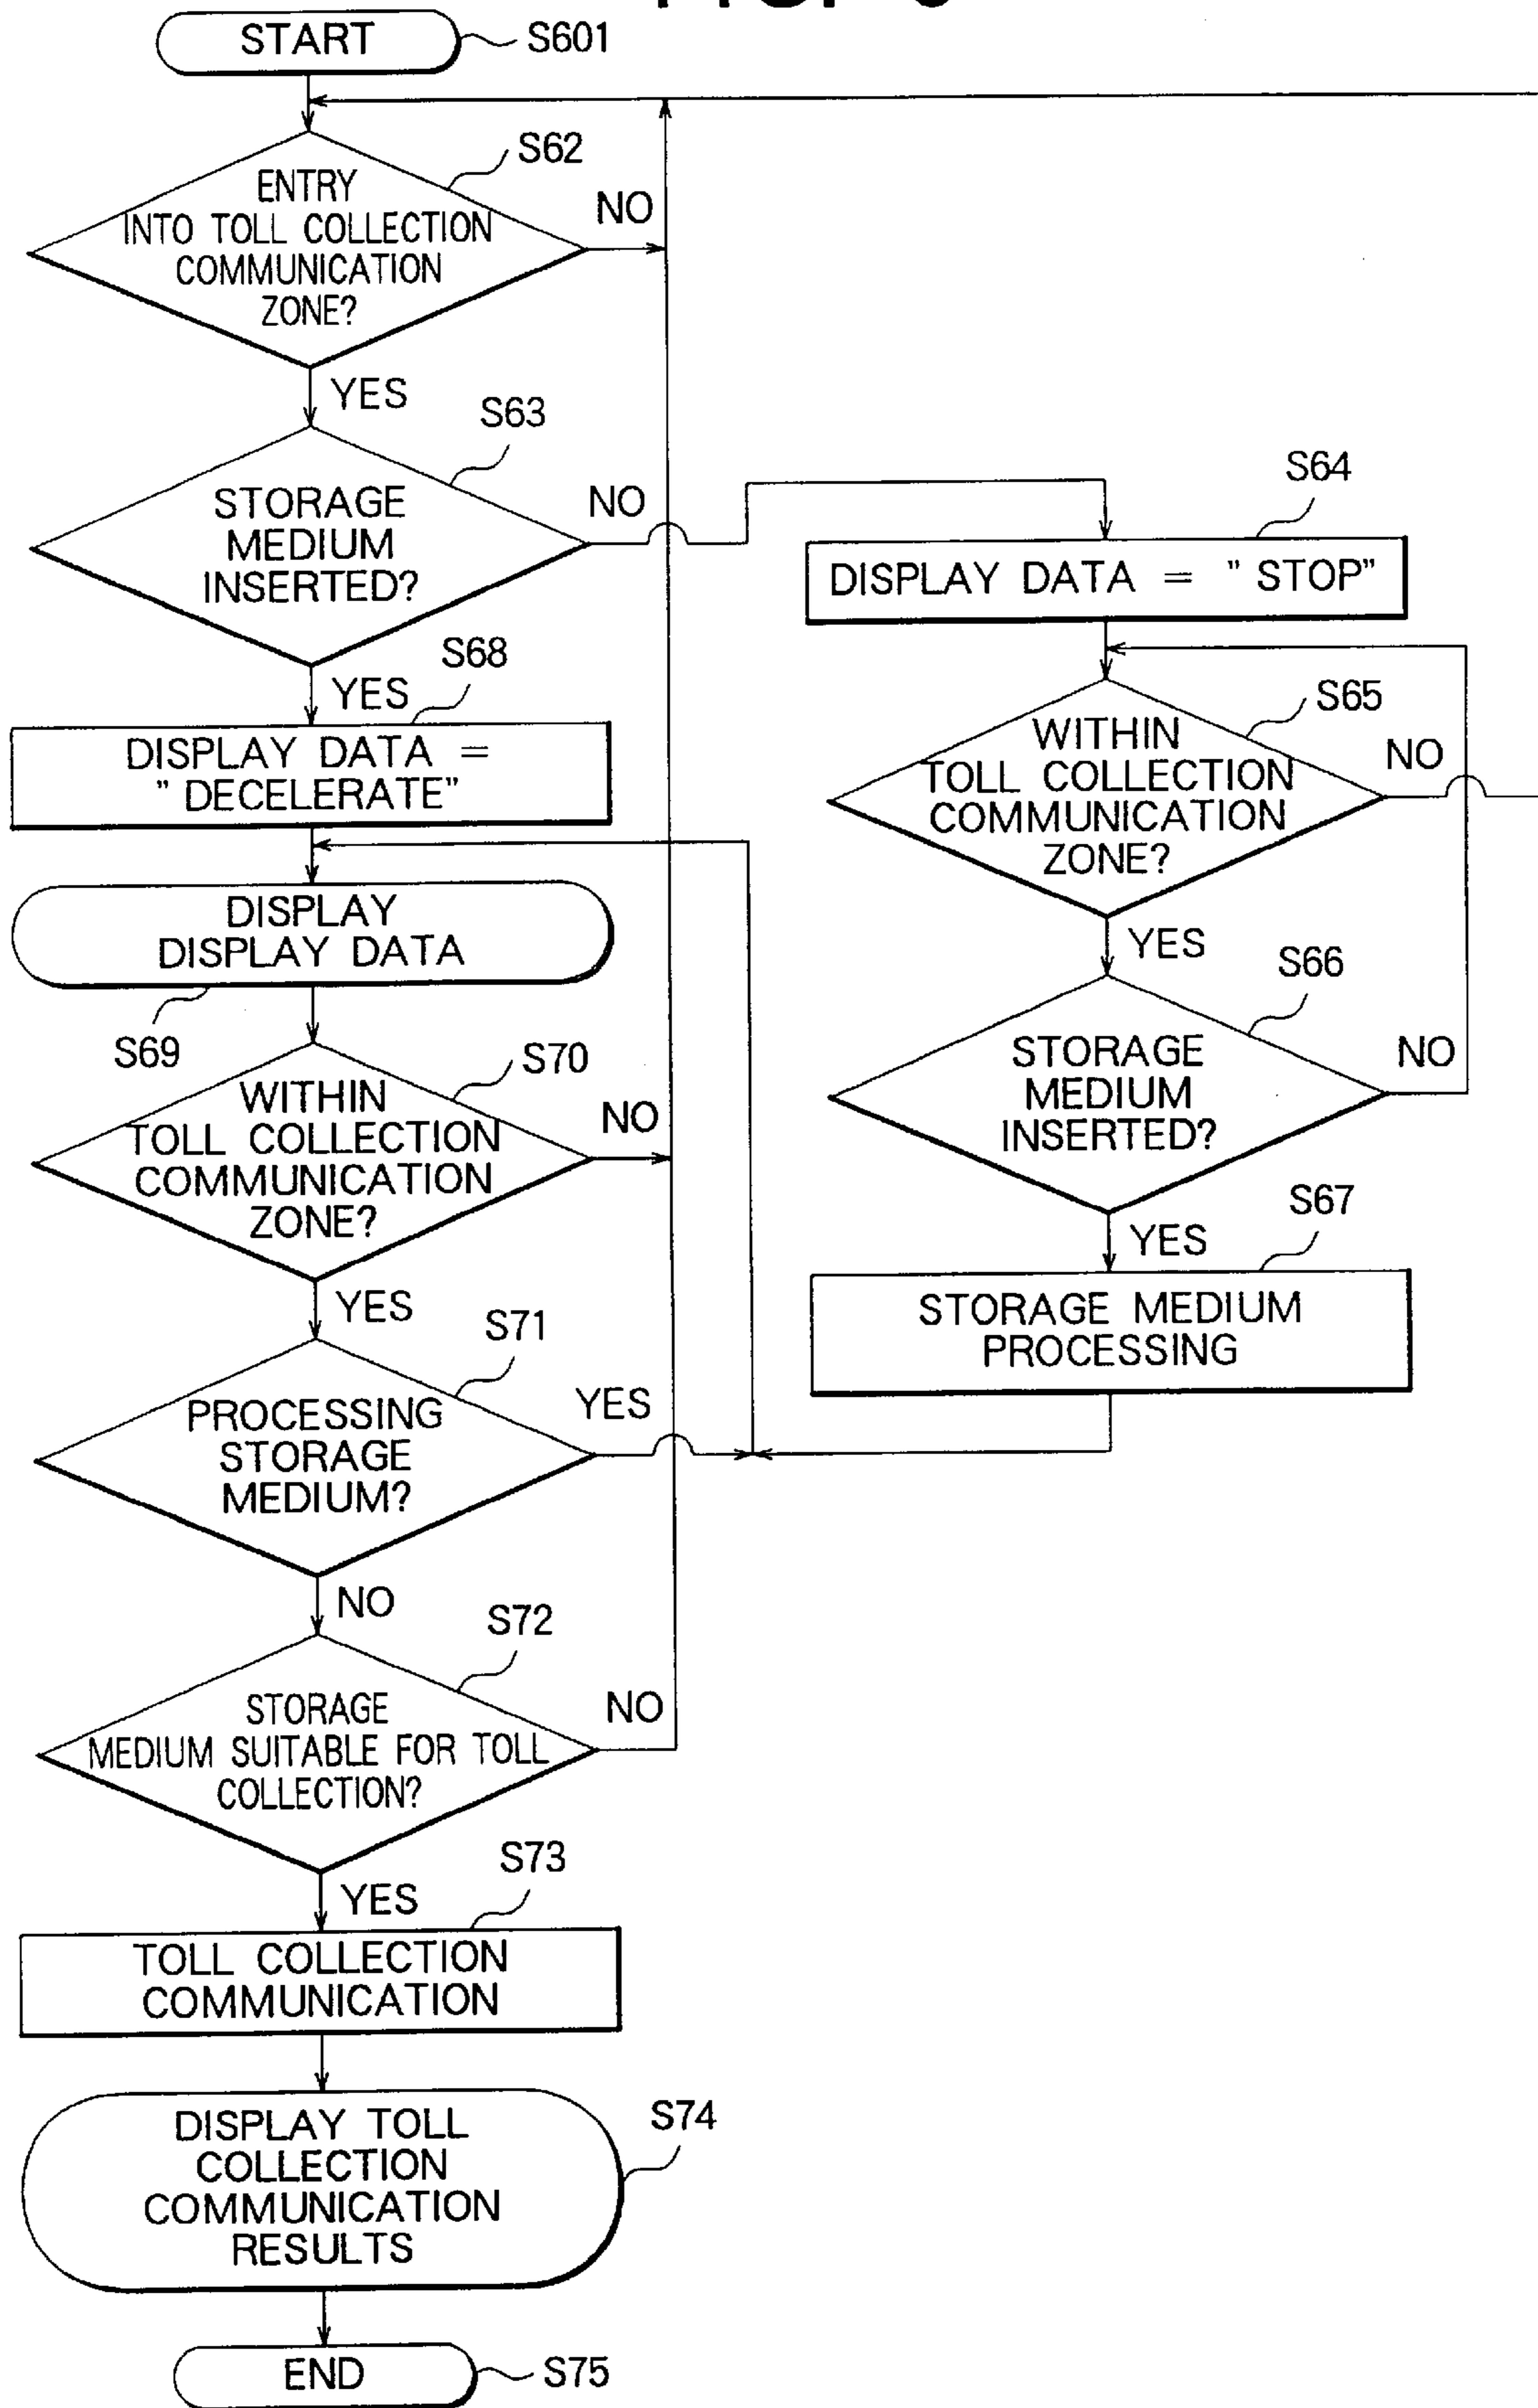 START
S601
S62
ENTRY
INTO TOLL COLLECTION
COMMUNICATION
ZONE?
NO
YES
S63
STORAGE
MEDIUM
INSERTED?
NO
YES
S64
DISPLAY DATA = " STOP"
S65
WITHIN
TOLL COLLECTION
COMMUNICATION
ZONE?
NO
YES
S66
STORAGE
MEDIUM
INSERTED?
NO
YES
S67
STORAGE MEDIUM
PROCESSING
S68
DISPLAY DATA =
" DECELERATE"
DISPLAY
DISPLAY DATA
S69
S70
WITHIN
TOLL COLLECTION
COMMUNICATION
ZONE?
NO
YES
S71
PROCESSING
STORAGE
MEDIUM?
YES
NO
S72
STORAGE
MEDIUM SUITABLE FOR TOLL
COLLECTION?
NO
YES
S73
TOLL COLLECTION
COMMUNICATION
DISPLAY TOLL
COLLECTION
COMMUNICATION
RESULTS
S74
END
S75